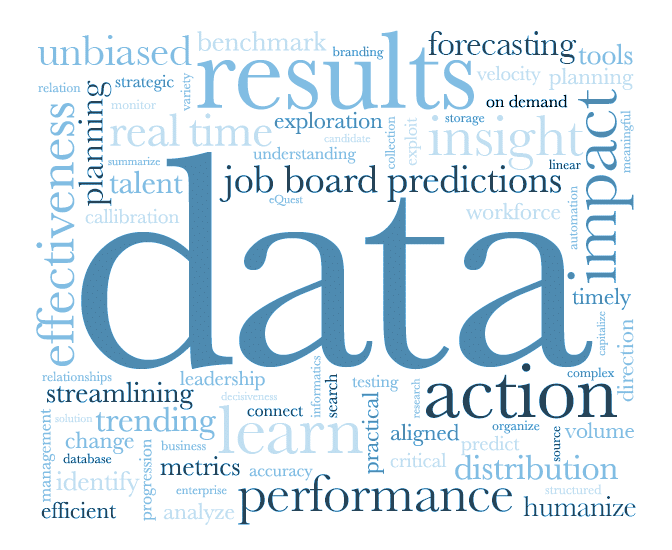 unbiased
benchmark
branding
forecasting
tools
relation
strategic
variety
results
velocity
planning
monitor
planning
on demand
real time
exploration
storage
insight
impact
meaningful
candidate
collection
exploit
summarize
understanding
linear
talent
job board predictions
eQuest
effectiveness
callibration
workforce
automation
data
timely
capitalize
direction
relationships
streamlining
leadership
decisiveness
informatics
search
testing
research
complex
action
connect
solution
trending
learn
practical
aligned
organize
source
volume
management
change
business
predict
database
progression
metrics
accuracy
critical
distribution
identify
enterprise
structured
efficient
analyze
performance
humanize